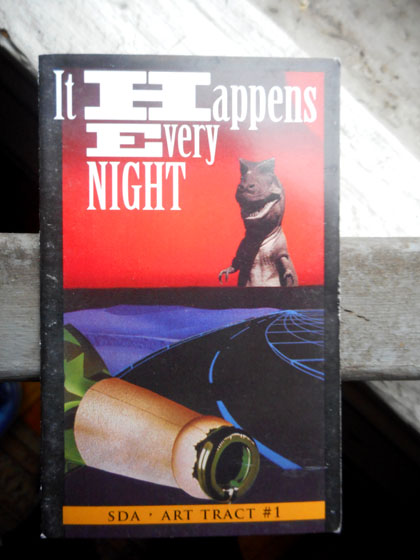 It Happens
Every
NIGHT
SDA · ART TRACT #1